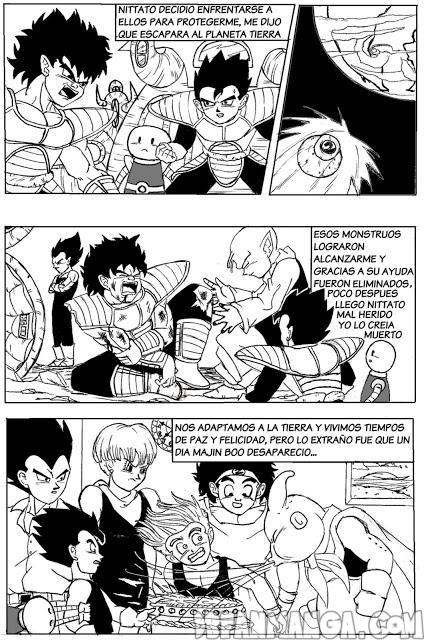 NITTATO DECIDIO ENFRENTARSE A
ELLOS PARA PROTEGERME, ME DIJO
QUE ESCAPARA AL PLANETA TIERRA
ESOS MONSTRUOS
LOGRARON
ALCANZARME Y
GRACIAS A SU AYUDA
FUERON ELIMINADOS,
POCO DESPUES
LLEGO NITTATO
MAL HERIDO
YO LO CREIA
MUERTO
NOS ADAPTAMOS A LA TIERRA Y VIVIMOS TIEMPOS
DE PAZ Y FELICIDAD, PERO LO EXTRAÑO FUE QUE UN
DIA MAJIN BOO DESAPARECIO...
DBFANMANGA.COM